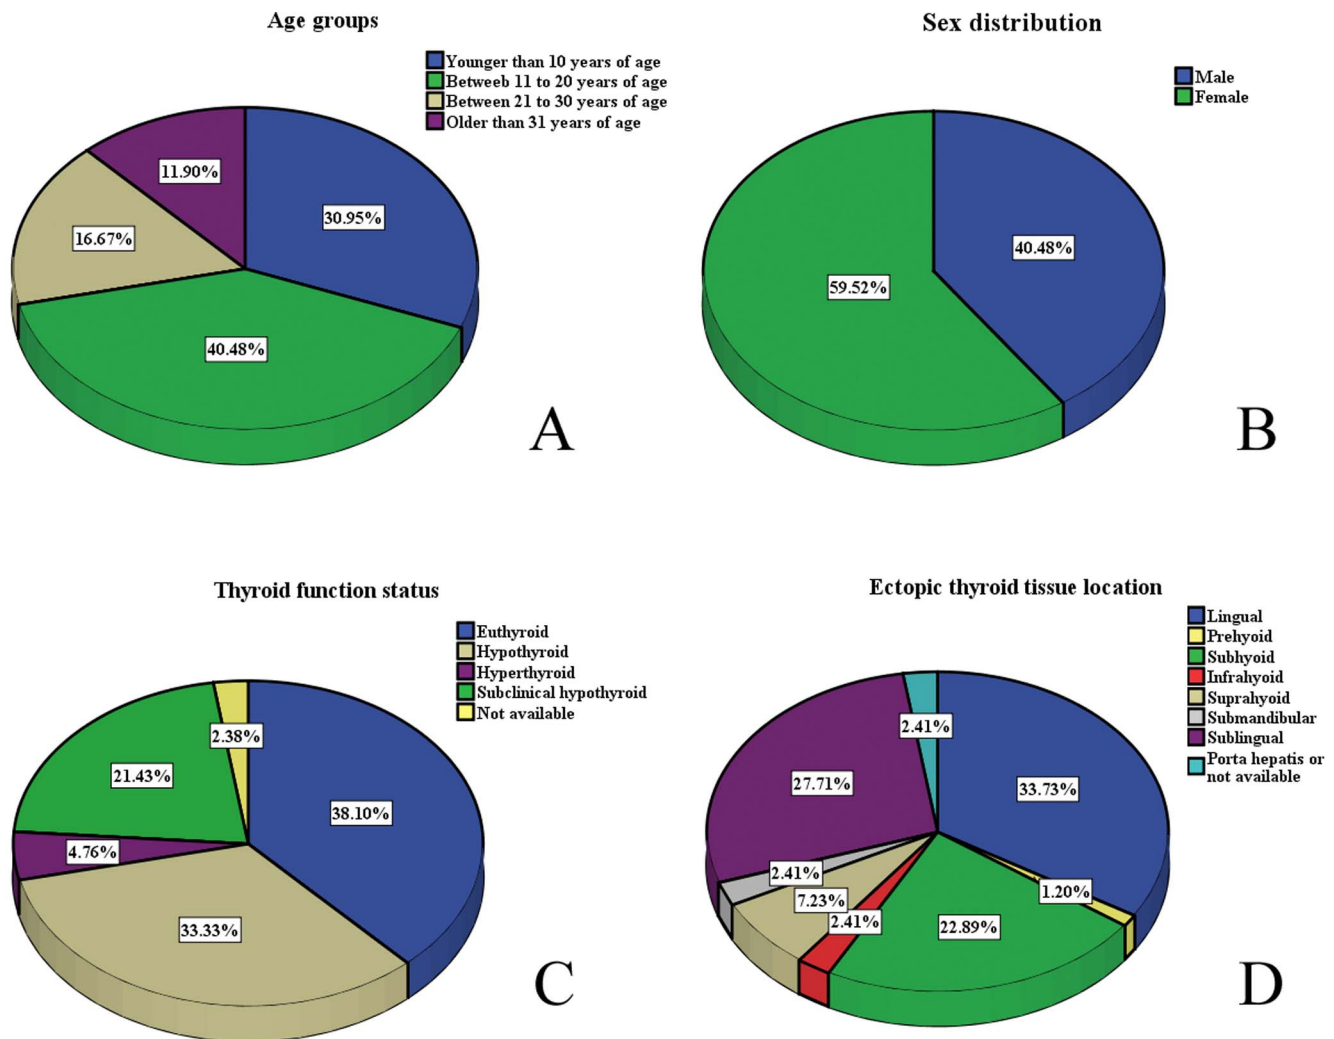 Age groups
Younger than 10 years of age
Betweeb 11 to 20 years of age
Between 21 to 30 years of age
Older than 31 years of age
11.90%
30.95%
16.67%
40.48%
A
Sex distribution
Male
Female
40.48%
59.52%
B
Thyroid function status
Euthyroid
Hypothyroid
Hyperthyroid
Subclinical hypothyroid
Not available
2.38%
21.43%
38.10%
4.76%
33.33%
C
Ectopic thyroid tissue location
Lingual
Prehyoid
Subhyoid
Infrahyoid
Suprahyoid
Submandibular
Sublingual
Porta hepatis or
not available
2.41%
27.71%
33.73%
2.41%
1.20%
7.23%
2.41%
22.89%
D